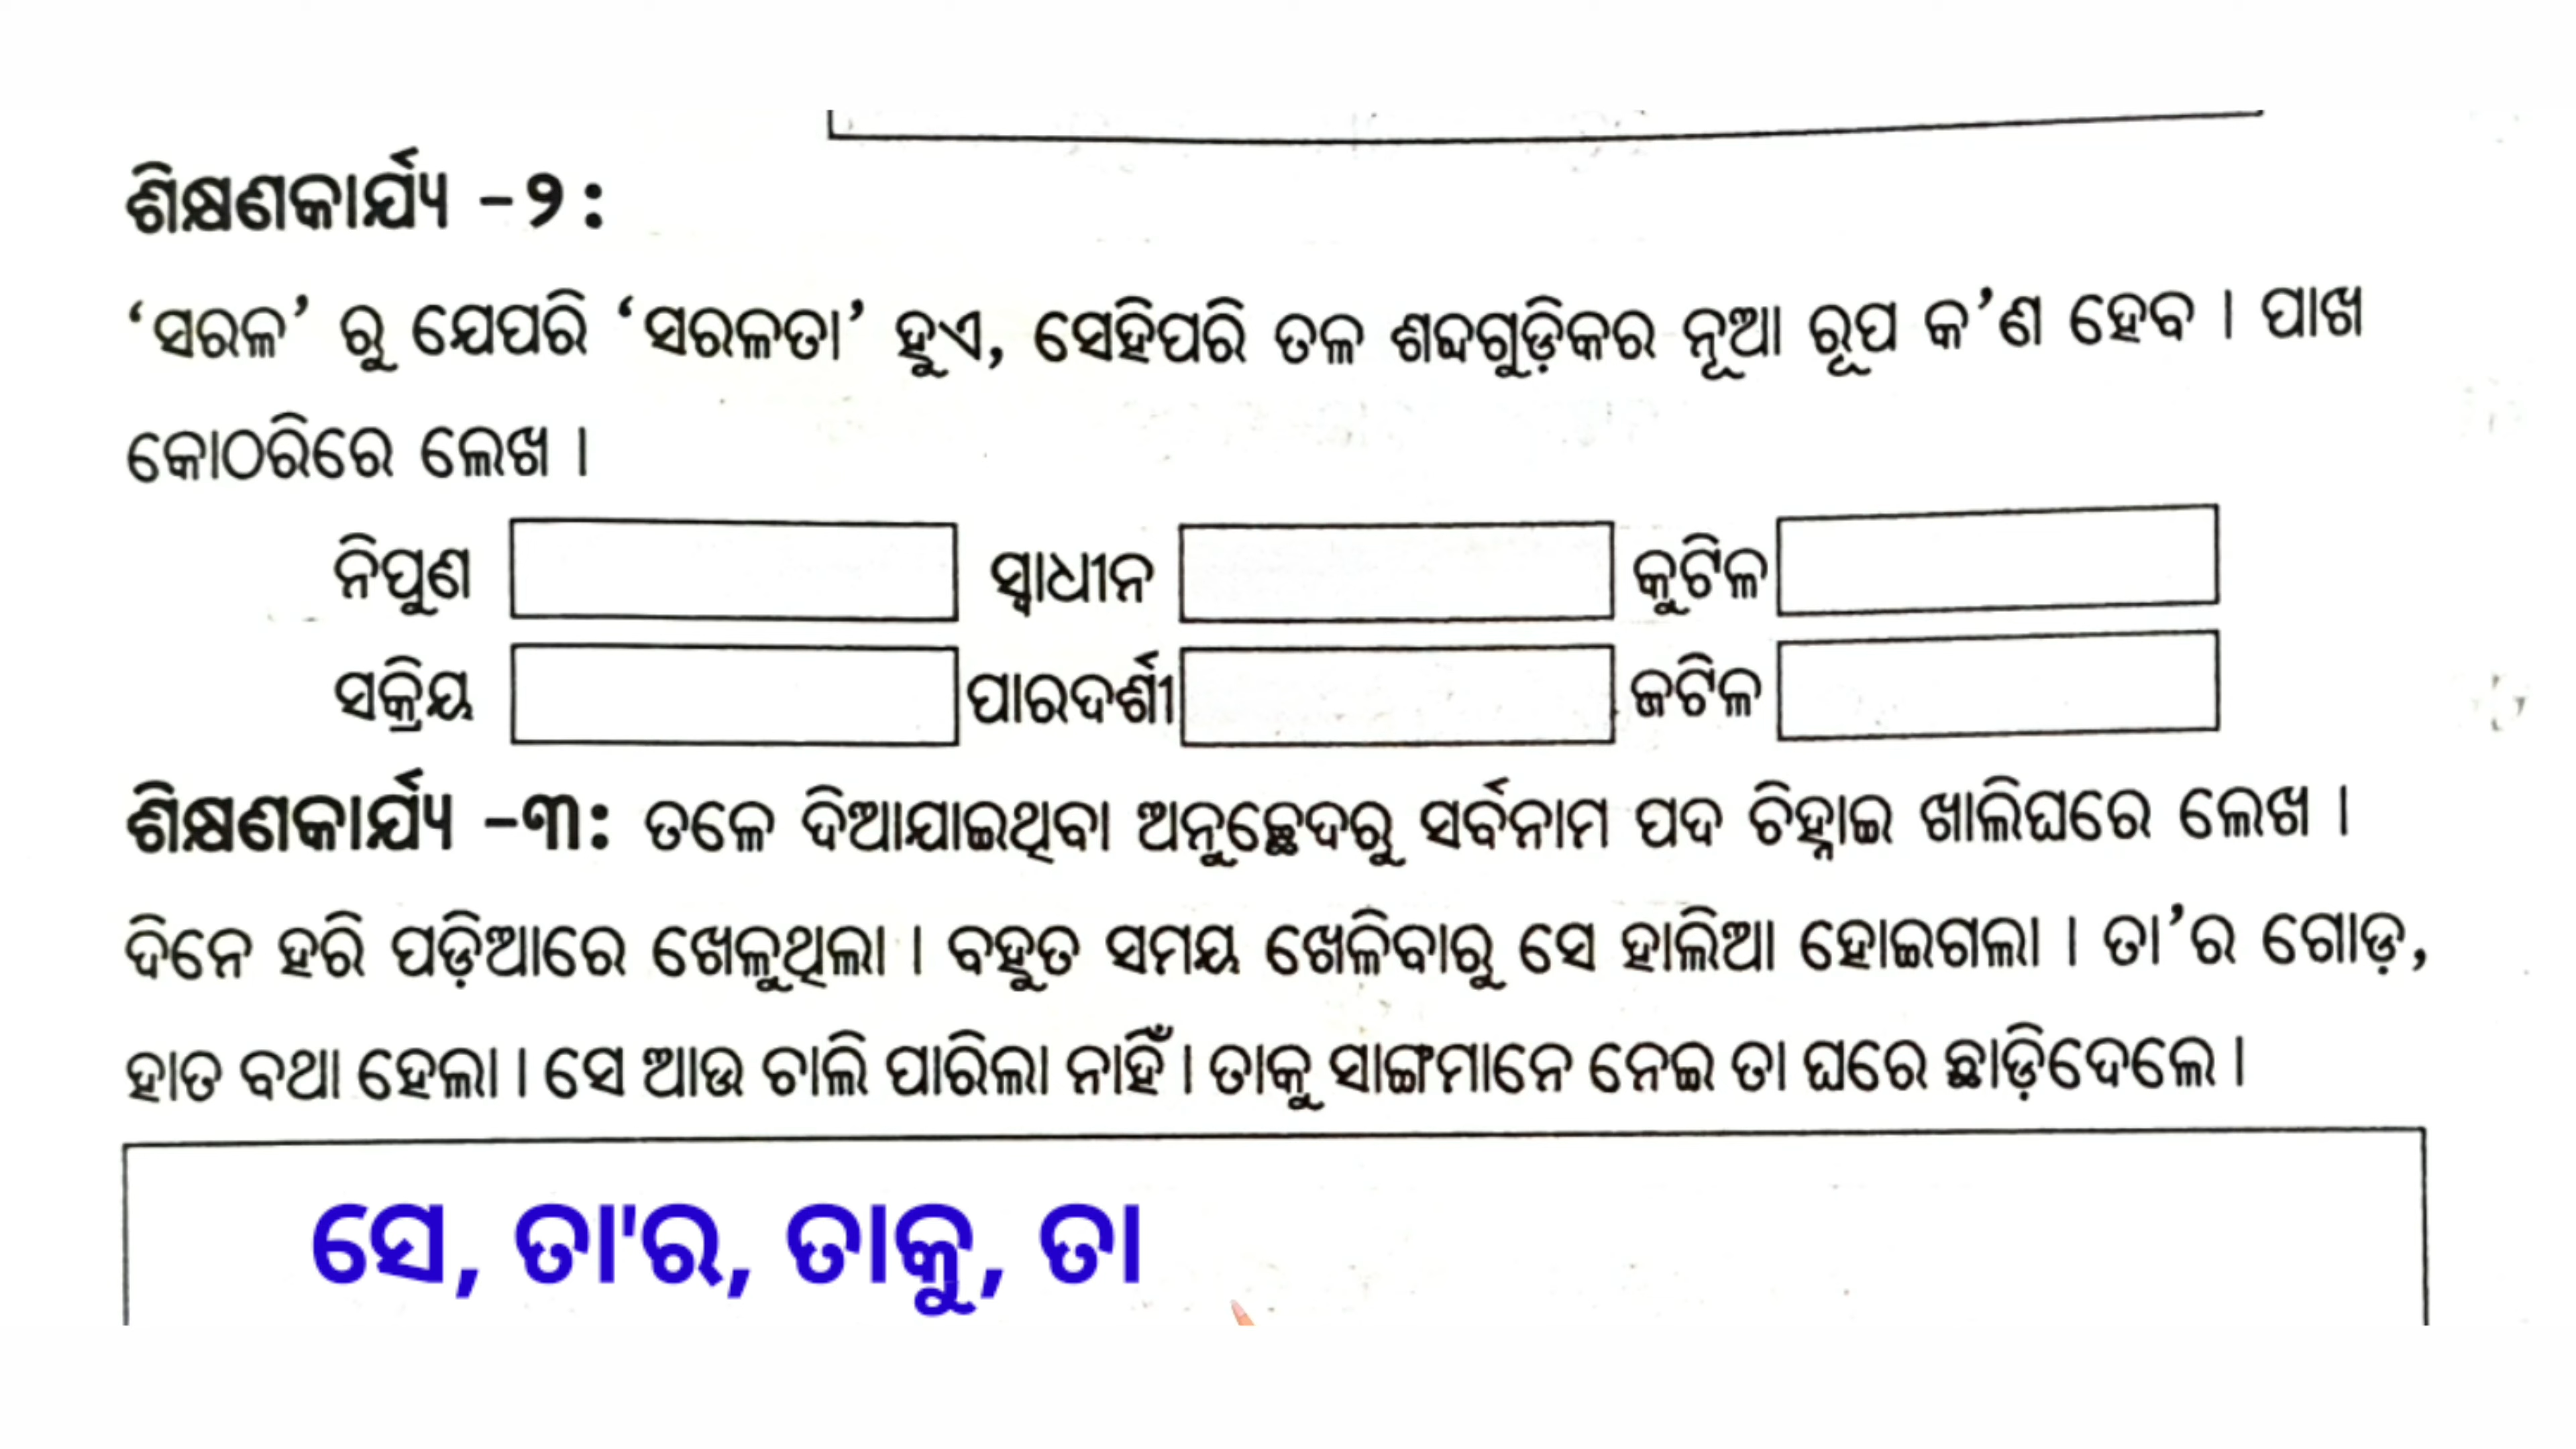 ଶିକ୍ଷଣକାର୍ଯ୍ୟ -୨ :
‘ସରଳ’ ରୁ ଯେପରି ‘ସରଳତା’ ହୁଏ, ସେହିପରି ତଳ ଶବ୍ଦଗୁଡ଼ିକର ନୂଆ ରୂପ କ’ଣ ହେବ । ପାଖ
କୋଠରିରେ ଲେଖ ।
ନିପୁଣ ସ୍ୱାଧୀନ କୁଟିଳ
ସକ୍ରିୟ ପାରଦର୍ଶୀ ଜଟିଳ
ଶିକ୍ଷଣକାର୍ଯ୍ୟ -୩: ତଳେ ଦିଆଯାଇଥିବା ଅନୁଚ୍ଛେଦରୁ ସର୍ବନାମ ପଦ ଚିହ୍ନାଇ ଖାଲିଘରେ ଲେଖ ।
ଦିନେ ହରି ପଡ଼ିଆରେ ଖେଳୁଥିଲା । ବହୁତ ସମୟ ଖେଳିବାରୁ ସେ ହାଲିଆ ହୋଇଗଲା । ତା’ର ଗୋଡ଼,
ହାତ ବଥା ହେଲା । ସେ ଆଉ ଚାଲି ପାରିଲା ନାହିଁ । ତାକୁ ସାଙ୍ଗମାନେ ନେଇ ତା ଘରେ ଛାଡ଼ିଦେଲେ ।
ସେ, ତା'ର, ତାକୁ, ତା